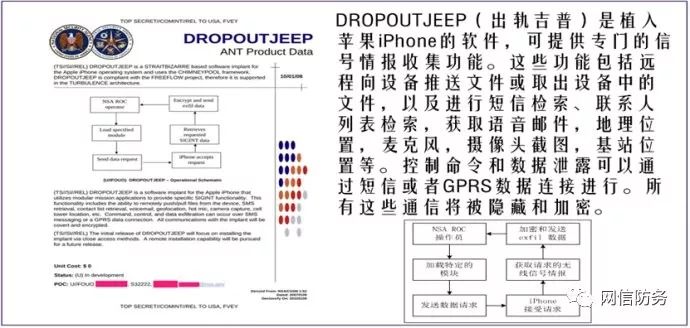 TOP SECRET//COMINT//REL TO USA, FVEY
DROPOUTJEEP
ANT Product Data
(TS//SI//REL) DROPOUTJEEP is a STRAITBIZARRE based software implant for
the Apple iPhone operating system and uses the CHIMNEYPOOL framework.
DROPOUTJEEP is compliant with the FREEFLOW project, therefore it is
supported in the TURBULENCE architecture.
10/01/08
NSA ROC
operator
Load specified
module
Send data request
iPhone accepts
request
Retrieves
requested
SIGINT data
Encrypt and send
exfil data
(U//FOUO) DROPOUTJEEP – Operational Schematic
(TS//SI//REL) DROPOUTJEEP is a software implant for the Apple iPhone that
utilizes modular mission applications to provide specific SIGINT functionality. This
functionality includes the ability to remotely push/pull files from the device, SMS
retrieval, contact list retrieval, voicemail, geolocation, hot mic, camera capture, cell
tower location, etc. Command, control, and data exfiltration can occur over SMS
messaging or a GPRS data connection. All communications with the implant will be
covert and encrypted.
(TS//SI//REL) The initial release of DROPOUTJEEP will focus on installing the
implant via close access methods. A remote installation capability will be pursued
for a future release.
Unit Cost: $ 0
Status: (U) In development
POC: U//FOUO
S32222,
Derived From: NSA/CSSM 1-52
Dated: 20070108
Declassify On: 20320108
TOP SECRET//COMINT//REL TO USA, FVEY
DROPOUTJEEP(出轨吉普)是植入
苹果iPhone的软件，可提供专门的信
号情报收集功能。这些功能包括远
程向设备推送文件或取出设备中的
文件，以及进行短信检索、联系人
列表检索，获取语音邮件，地理位
置，麦克风，摄像头截图，基站位
置等。控制命令和数据泄露可以通
过短信或者GPRS数据连接进行。所
有这些通信将被隐藏和加密。
NSA ROC
操作员
加密和发送
exfil 数据
加载特定的
模块
获取请求的无
线信号情报
发送数据请求
iPhone
接受请求
网信防务